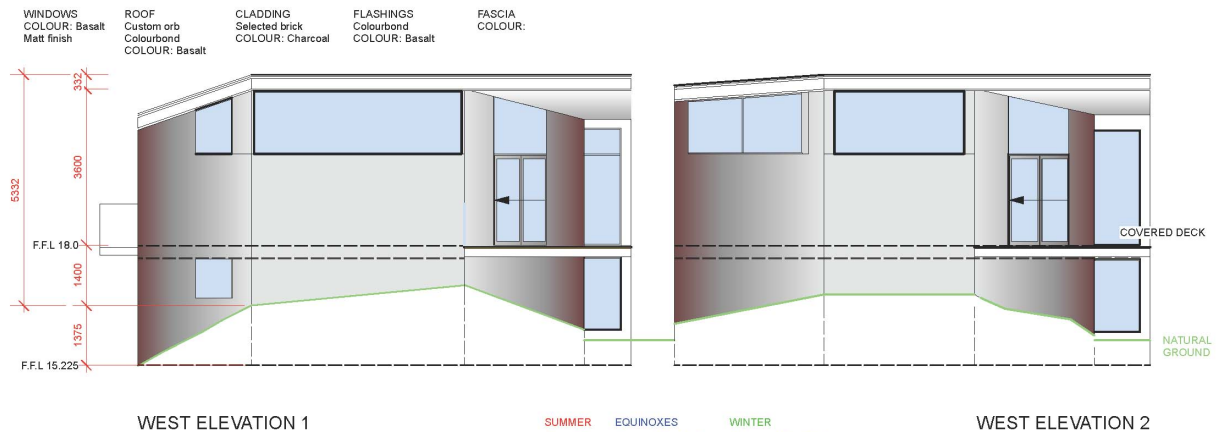 WINDOWS
COLOUR: Basalt
Matt finish
ROOF
Custom orb
Colourbond
COLOUR: Basalt
CLADDING
Selected brick
COLOUR: Charcoal
FLASHINGS
Colourbond
COLOUR: Basalt
FASCIA
COLOUR:
332
3600
5332
F.F.L 18.0
1400
1375
F.F.L 15.225
COVERED DECK
NATURAL
GROUND
WEST ELEVATION 1
SUMMER EQUINOXES WINTER
WEST ELEVATION 2